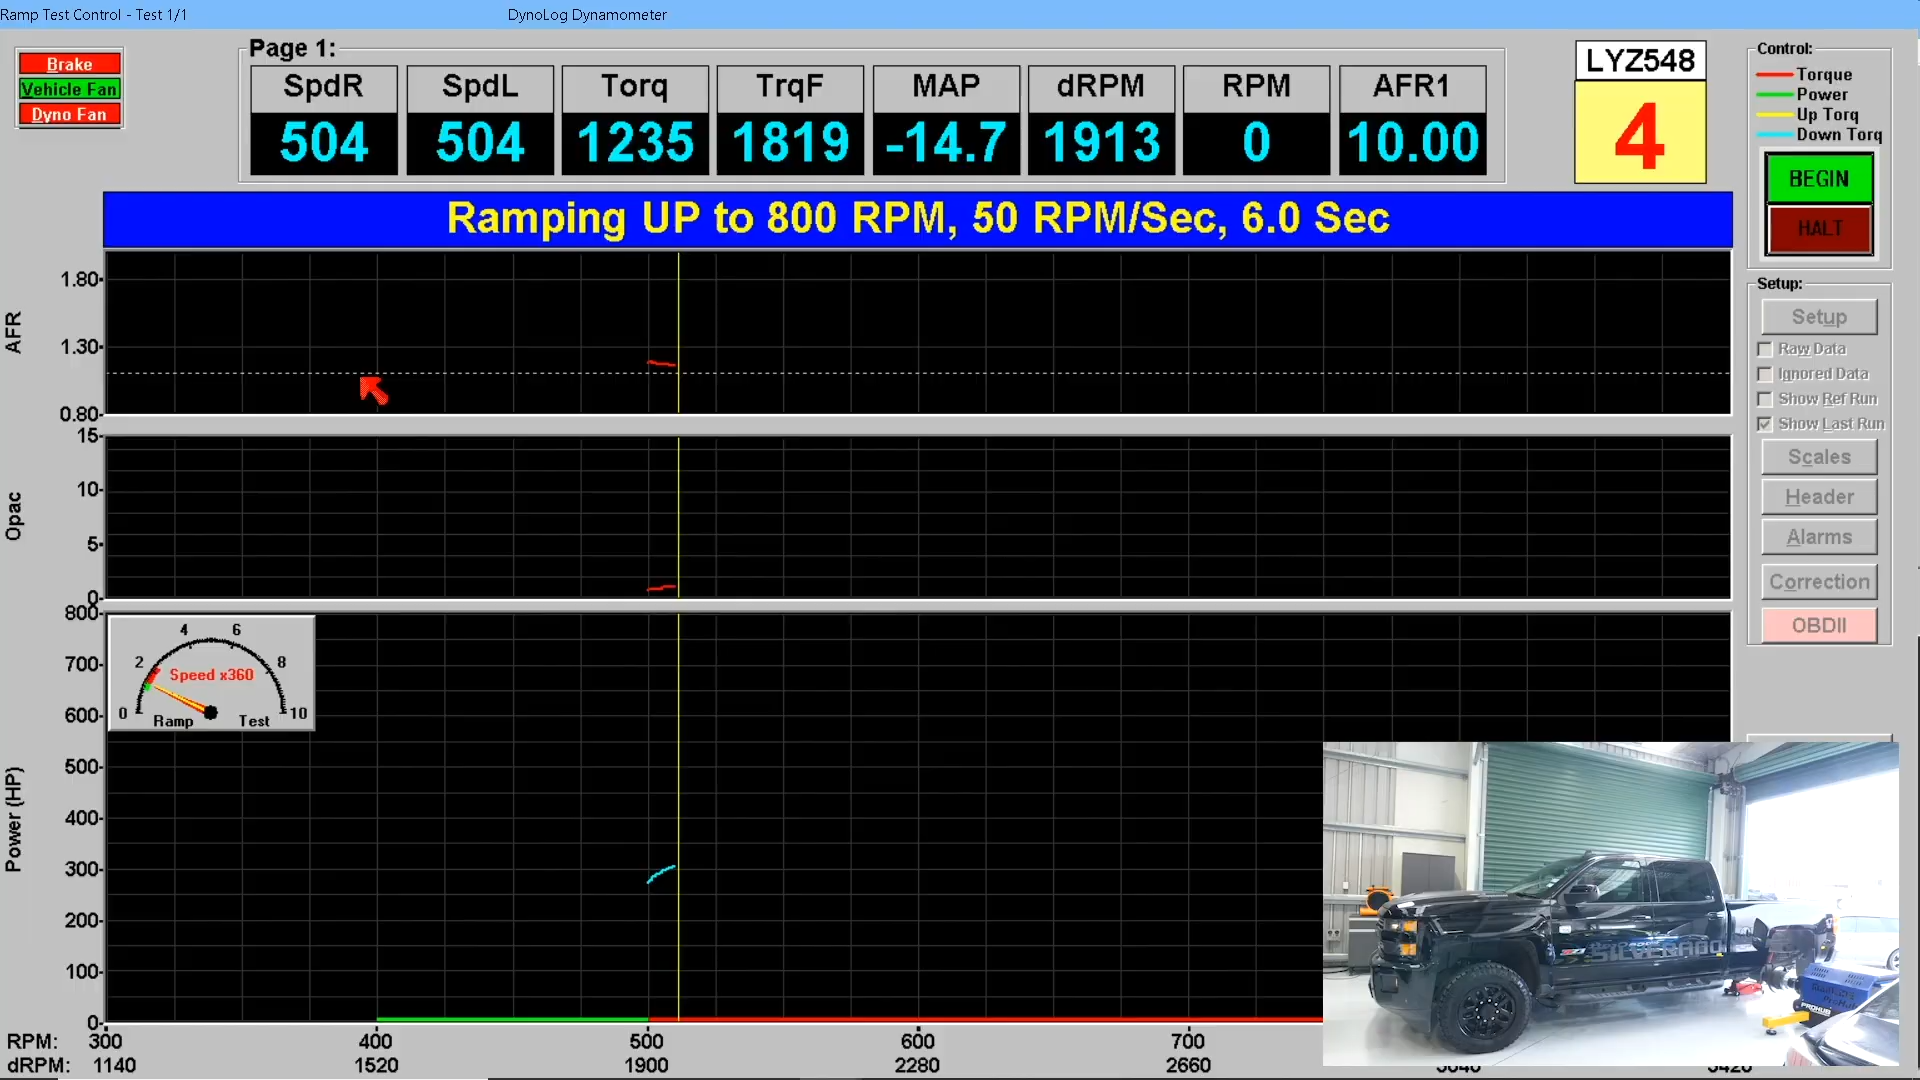 Ramp Test Control - Test 1/1
DynoLog Dynamometer
Brake
Vehicle Fan
Dyno Fan
Page 1:
SpdR SpdL Torq TrqF MAP dRPM RPM AFR1
504 504 1235 1819 -14.7 1913 0 10.00
LYZ548
4
Control:
Torque
Power
Up Torq
Down Torq
BEGIN
HALT
Ramping UP to 800 RPM, 50 RPM/Sec, 6.0 Sec
Setup:
Setup
Raw Data
Ignored Data
Show Ref Run
Show Last Run
Scales
Header
Alarms
Correction
OBDII
AFR
1.80
1.30
0.80
Opac
15
10
5
0
Power (HP)
800
700
600
500
400
300
200
100
0
0 2 4 6 8 10
Speed x360
Ramp Test
SILVERADO
RPM: 300 400 500 600 700
dRPM: 1140 1520 1900 2280 2660